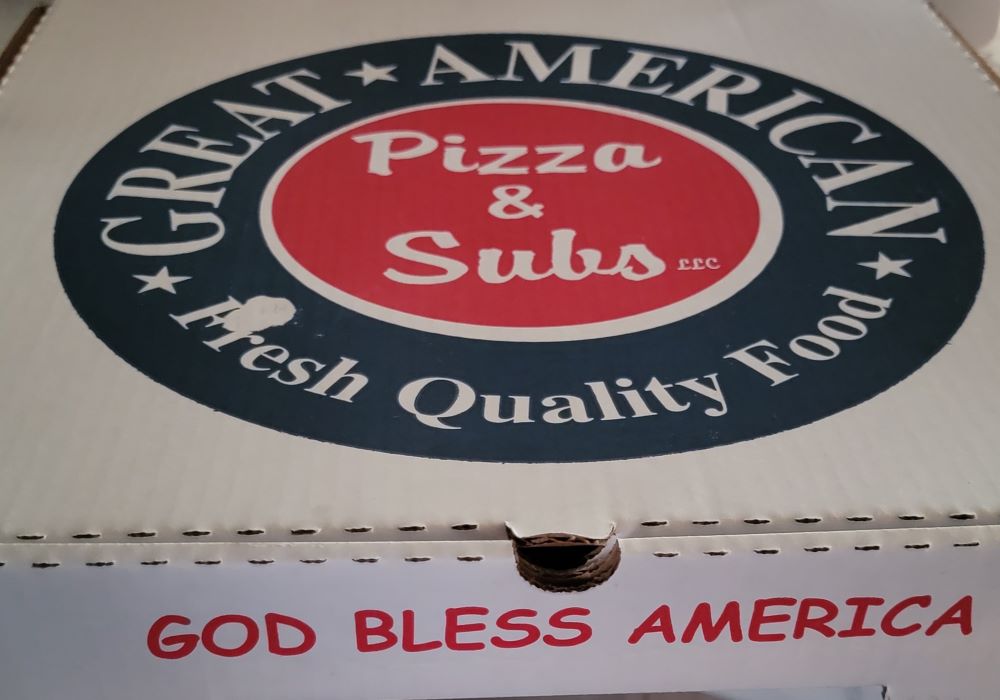 GREAT ★ AMERICAN
Pizza
&
Subs LLC
★ Fresh Quality Food ★
GOD BLESS AMERICA